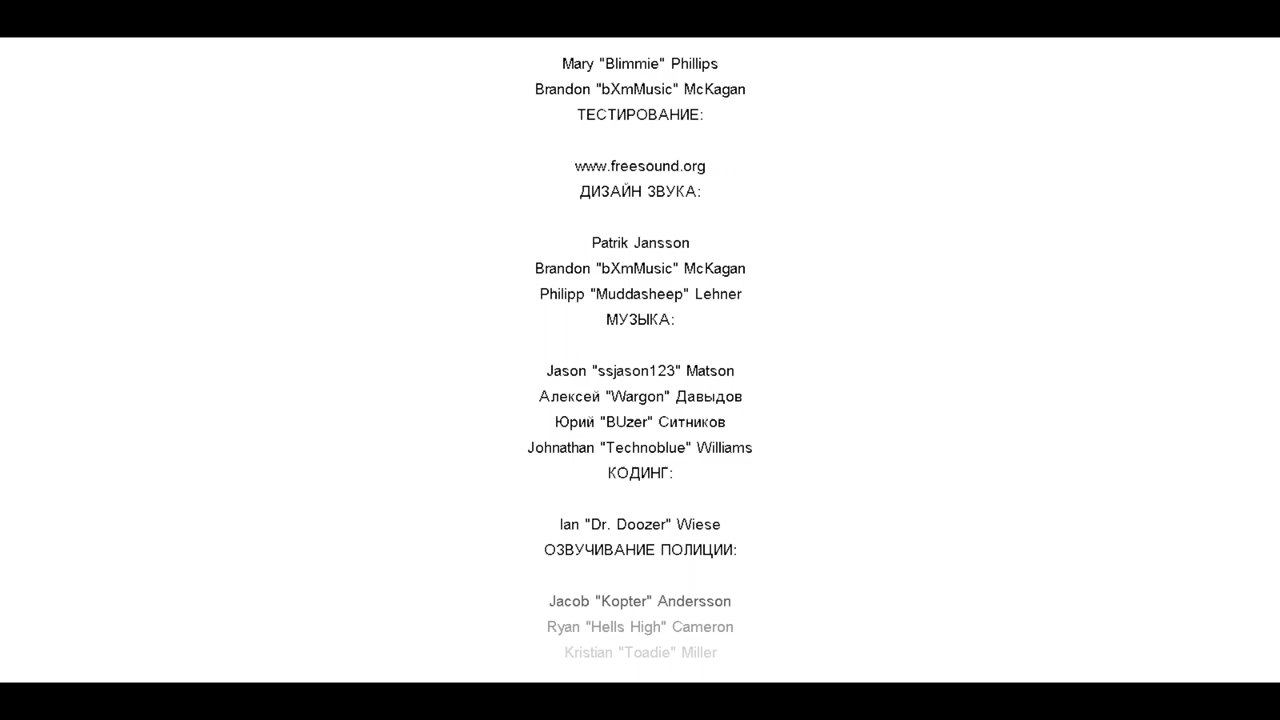 Mary "Blimmie" Phillips
Brandon "bXmMusic" McKagan
ТЕСТИРОВАНИЕ:
www.freesound.org
ДИЗАЙН ЗВУКА:
Patrik Jansson
Brandon "bXmMusic" McKagan
Philipp "Muddasheep" Lehner
МУЗЫКА:
Jason "ssjason123" Matson
Алексей "Wargon" Давыдов
Юрий "BUzer" Ситников
Johnathan "Technoblue" Williams
КОДИНГ:
Ian "Dr. Doozer" Wiese
ОЗВУЧИВАНИЕ ПОЛИЦИИ:
Jacob "Kopter" Andersson
Ryan "Hells High" Cameron
Kristian "Toadie" Miller